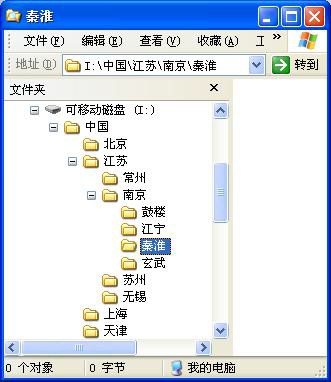 秦淮
文件(F) 编辑(E) 查看(V) 收藏(A) 工 »
地址(D) I:\中国\江苏\南京\秦淮 转到
文件夹
可移动磁盘 (I:)
中国
北京
江苏
常州
南京
鼓楼
江宁
秦淮
玄武
苏州
无锡
上海
天津
0 个对象 0 字节 我的电脑